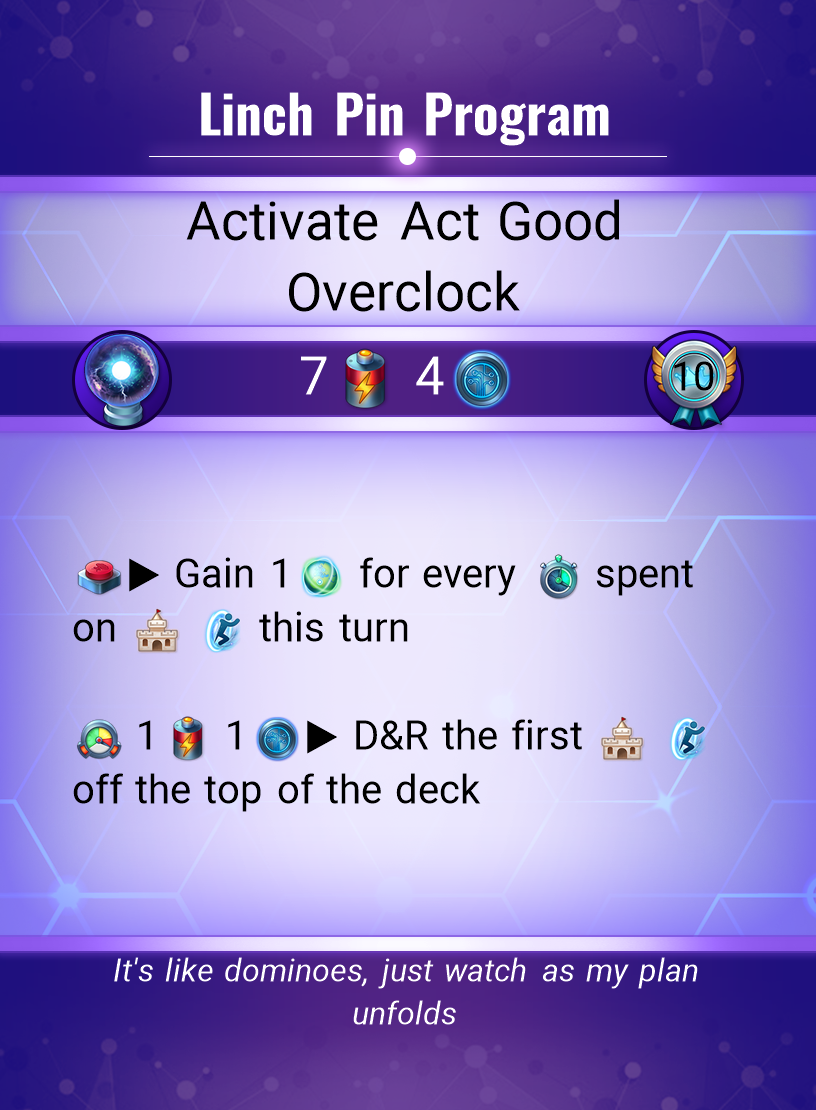 Linch Pin Program
Activate Act Good
Overclock
7 4
10
▶ Gain 1 for every spent
on this turn
1 1 ▶ D&R the first
off the top of the deck
It's like dominoes, just watch as my plan
unfolds